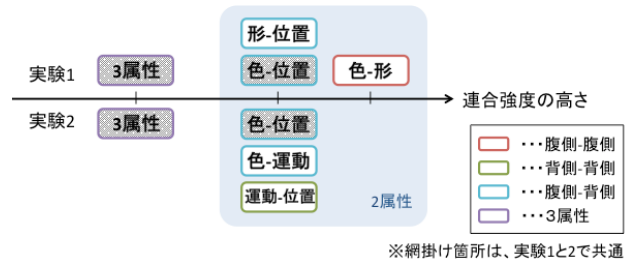 形-位置
実験1
3属性
色-位置
色-形
連合強度の高さ
実験2
3属性
色-位置
色-運動
運動-位置
2属性
・・・腹側-腹側
・・・背側-背側
・・・腹側-背側
・・・3属性
※網掛け箇所は、実験1と2で共通